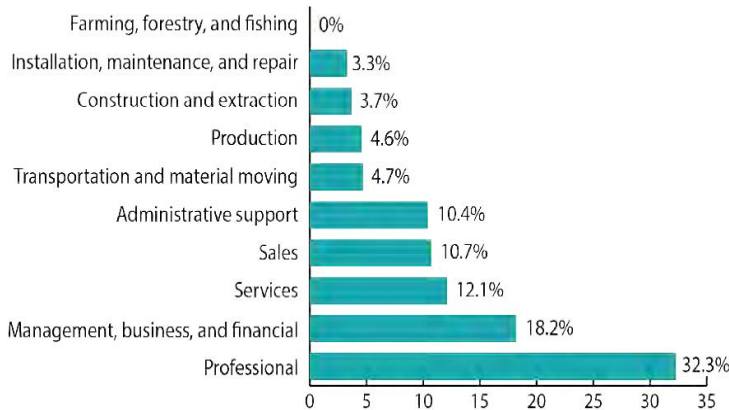 Farming, forestry, and fishing 0%
Installation, maintenance, and repair 3.3%
Construction and extraction 3.7%
Production 4.6%
Transportation and material moving 4.7%
Administrative support 10.4%
Sales 10.7%
Services 12.1%
Management, business, and financial 18.2%
Professional 32.3%
0 5 10 15 20 25 30 35